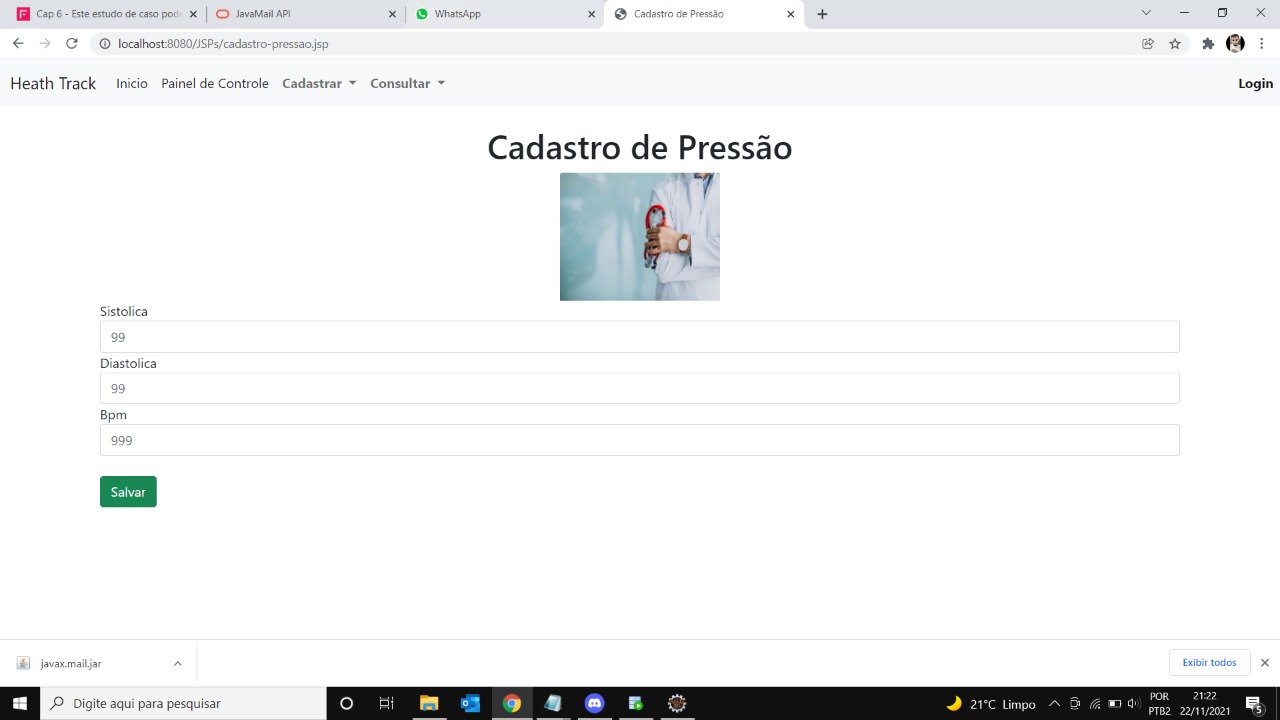 Cap 6 - Este estudo de caso pod
JavaMail API
WhatsApp
Cadastro de Pressão
localhost:8080/JSPs/cadastro-pressao.jsp
Heath Track
Inicio
Painel de Controle
Cadastrar
Consultar
Login
Cadastro de Pressão
Sistolica
99
Diastolica
99
Bpm
999
Salvar
javax.mail.jar
Exibir todos
Digite aqui para pesquisar
21°C Limpo
POR
PTB2
21:22
22/11/2021
5